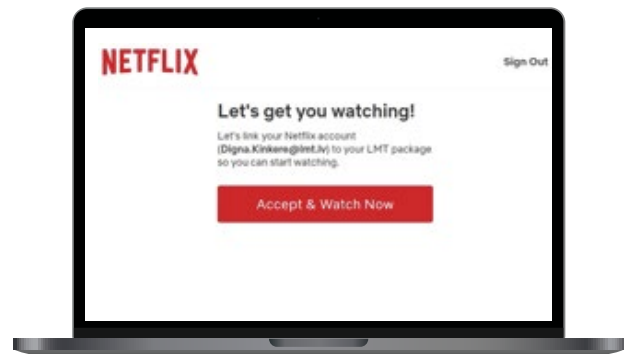 NETFLIX
Sign Out
Let's get you watching!
Let's link your Netflix account
(Digna.Kinkere@lmt.lv) to your LMT package
so you can start watching.
Accept & Watch Now